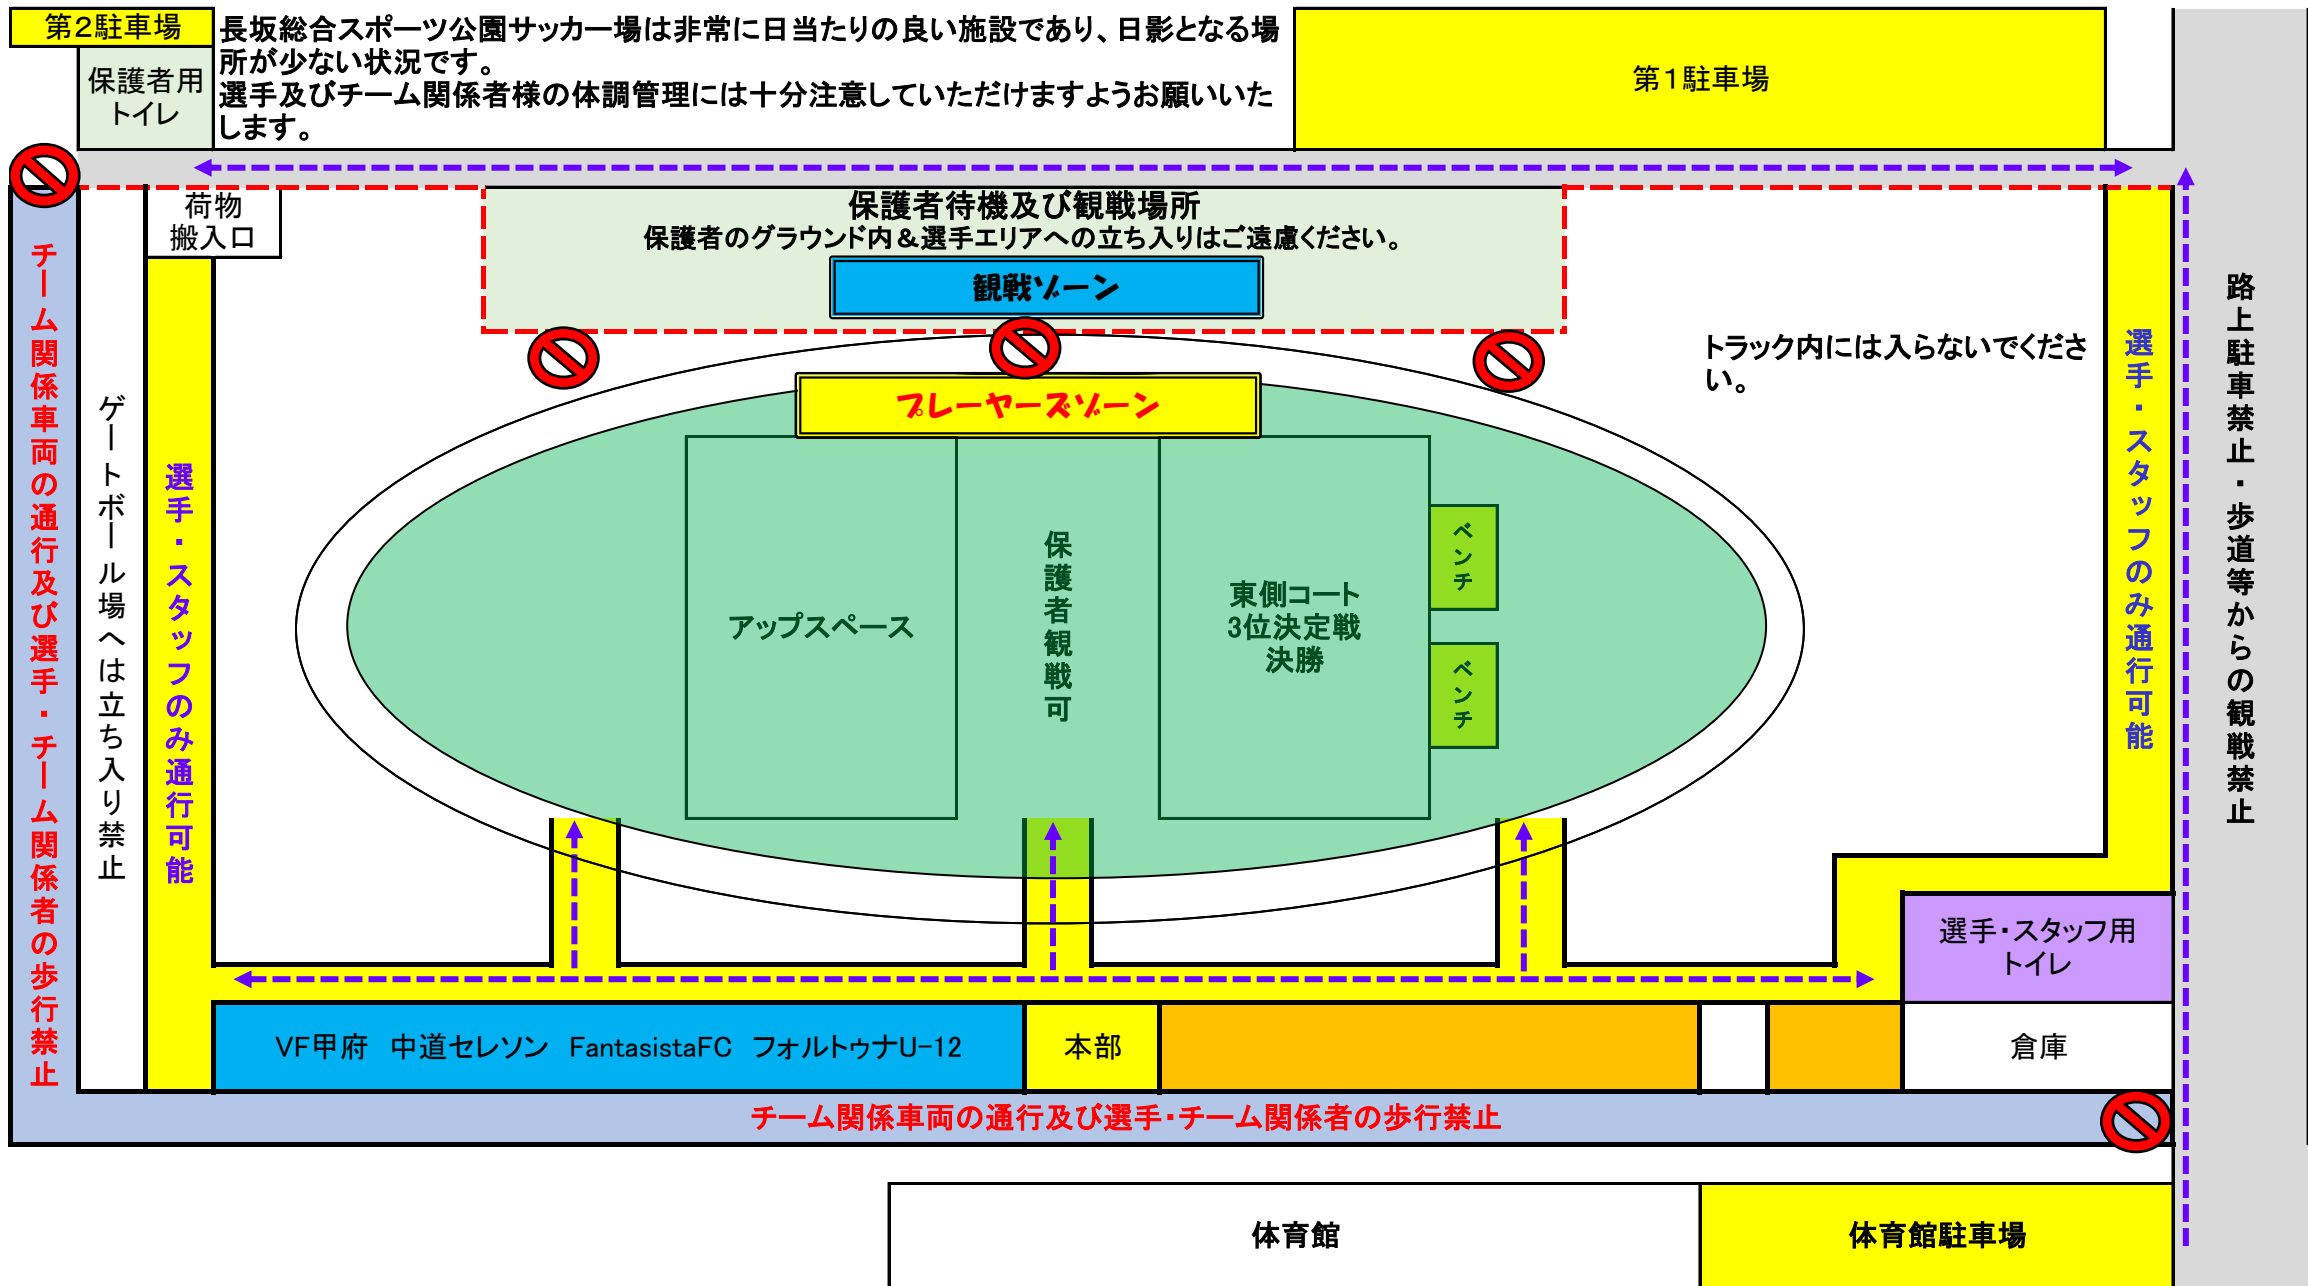 第2駐車場
長坂総合スポーツ公園サッカー場は非常に日当たりの良い施設であり、日影となる場
所が少ない状況です。
選手及びチーム関係者様の体調管理には十分注意していただけますようお願いいた
します。
保護者用
トイレ
第1駐車場
荷物
搬入口
保護者待機及び観戦場所
保護者のグラウンド内&選手エリアへの立ち入りはご遠慮ください。
観戦ゾーン
プレーヤーズゾーン
トラック内には入らないでくださ
い。
チーム関係車両の通行及び選手・チーム関係者の歩行禁止
ゲートボール場へは立ち入り禁止
選手・スタッフのみ通行可能
アップスペース
保護者観戦可
東側コート
3位決定戦
決勝
ベンチ
ベンチ
選手・スタッフのみ通行可能
路上駐車禁止・歩道等からの観戦禁止
選手・スタッフ用
トイレ
VF甲府 中道セレソン FantasistaFC フォルトゥナU-12
本部
倉庫
チーム関係車両の通行及び選手・チーム関係者の歩行禁止
体育館
体育館駐車場